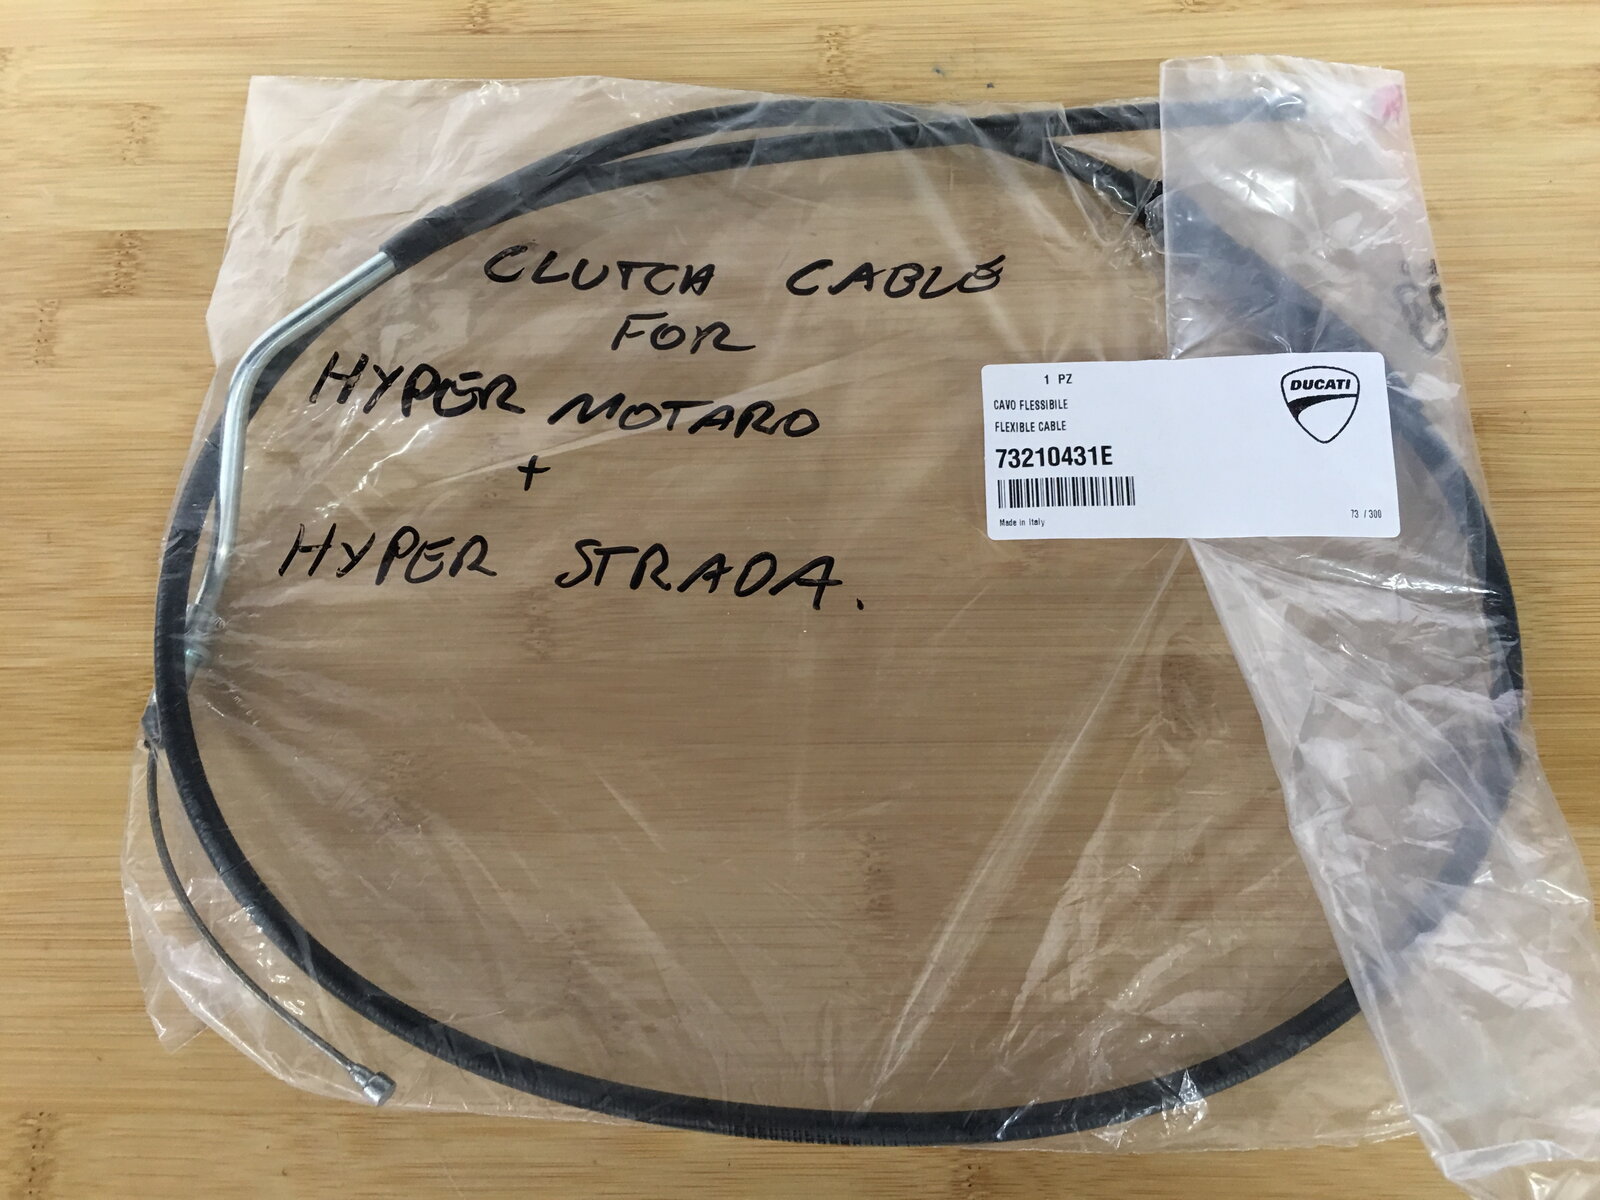 CLUTCH CABLE
FOR
HYPER MOTARO
+
HYPER STRADA.
1 PZ
CAVO FLESSIBILE
FLEXIBLE CABLE
73210431E
Made in Italy
73 / 300
DUCATI